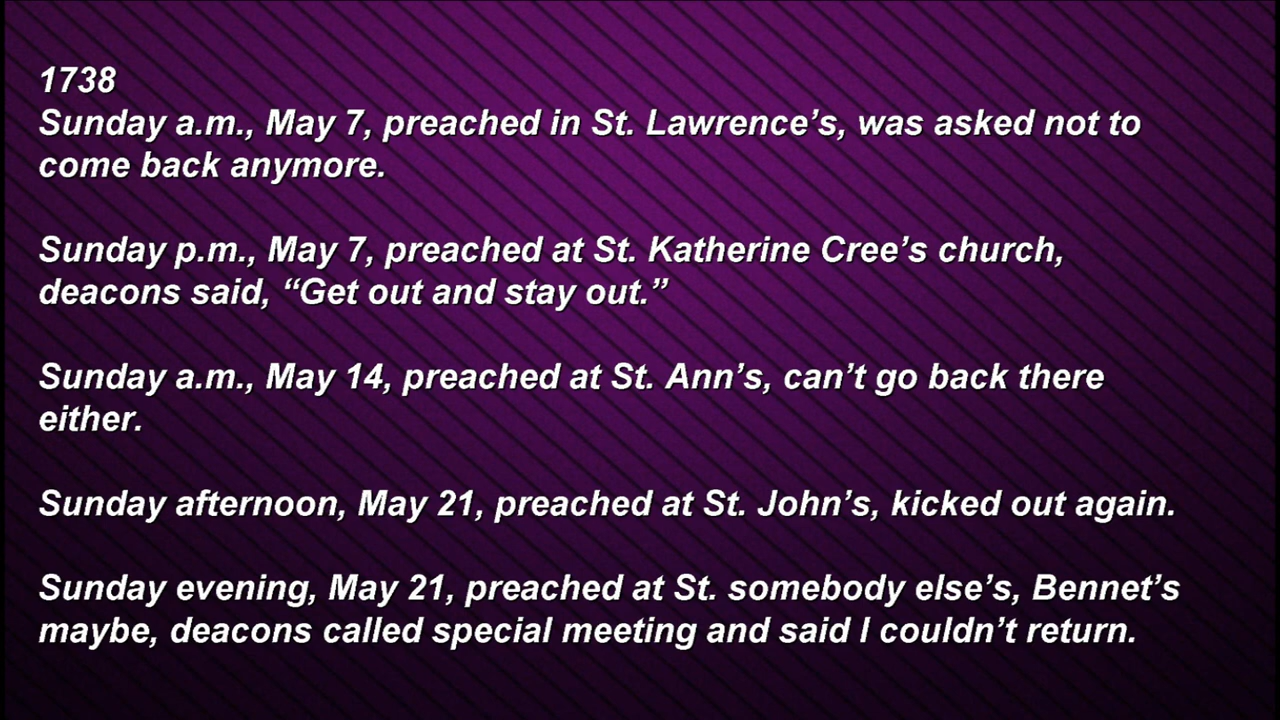 1738
Sunday a.m., May 7, preached in St. Lawrence’s, was asked not to
come back anymore.
Sunday p.m., May 7, preached at St. Katherine Cree’s church,
deacons said, “Get out and stay out.”
Sunday a.m., May 14, preached at St. Ann’s, can’t go back there
either.
Sunday afternoon, May 21, preached at St. John’s, kicked out again.
Sunday evening, May 21, preached at St. somebody else’s, Bennet’s
maybe, deacons called special meeting and said I couldn’t return.